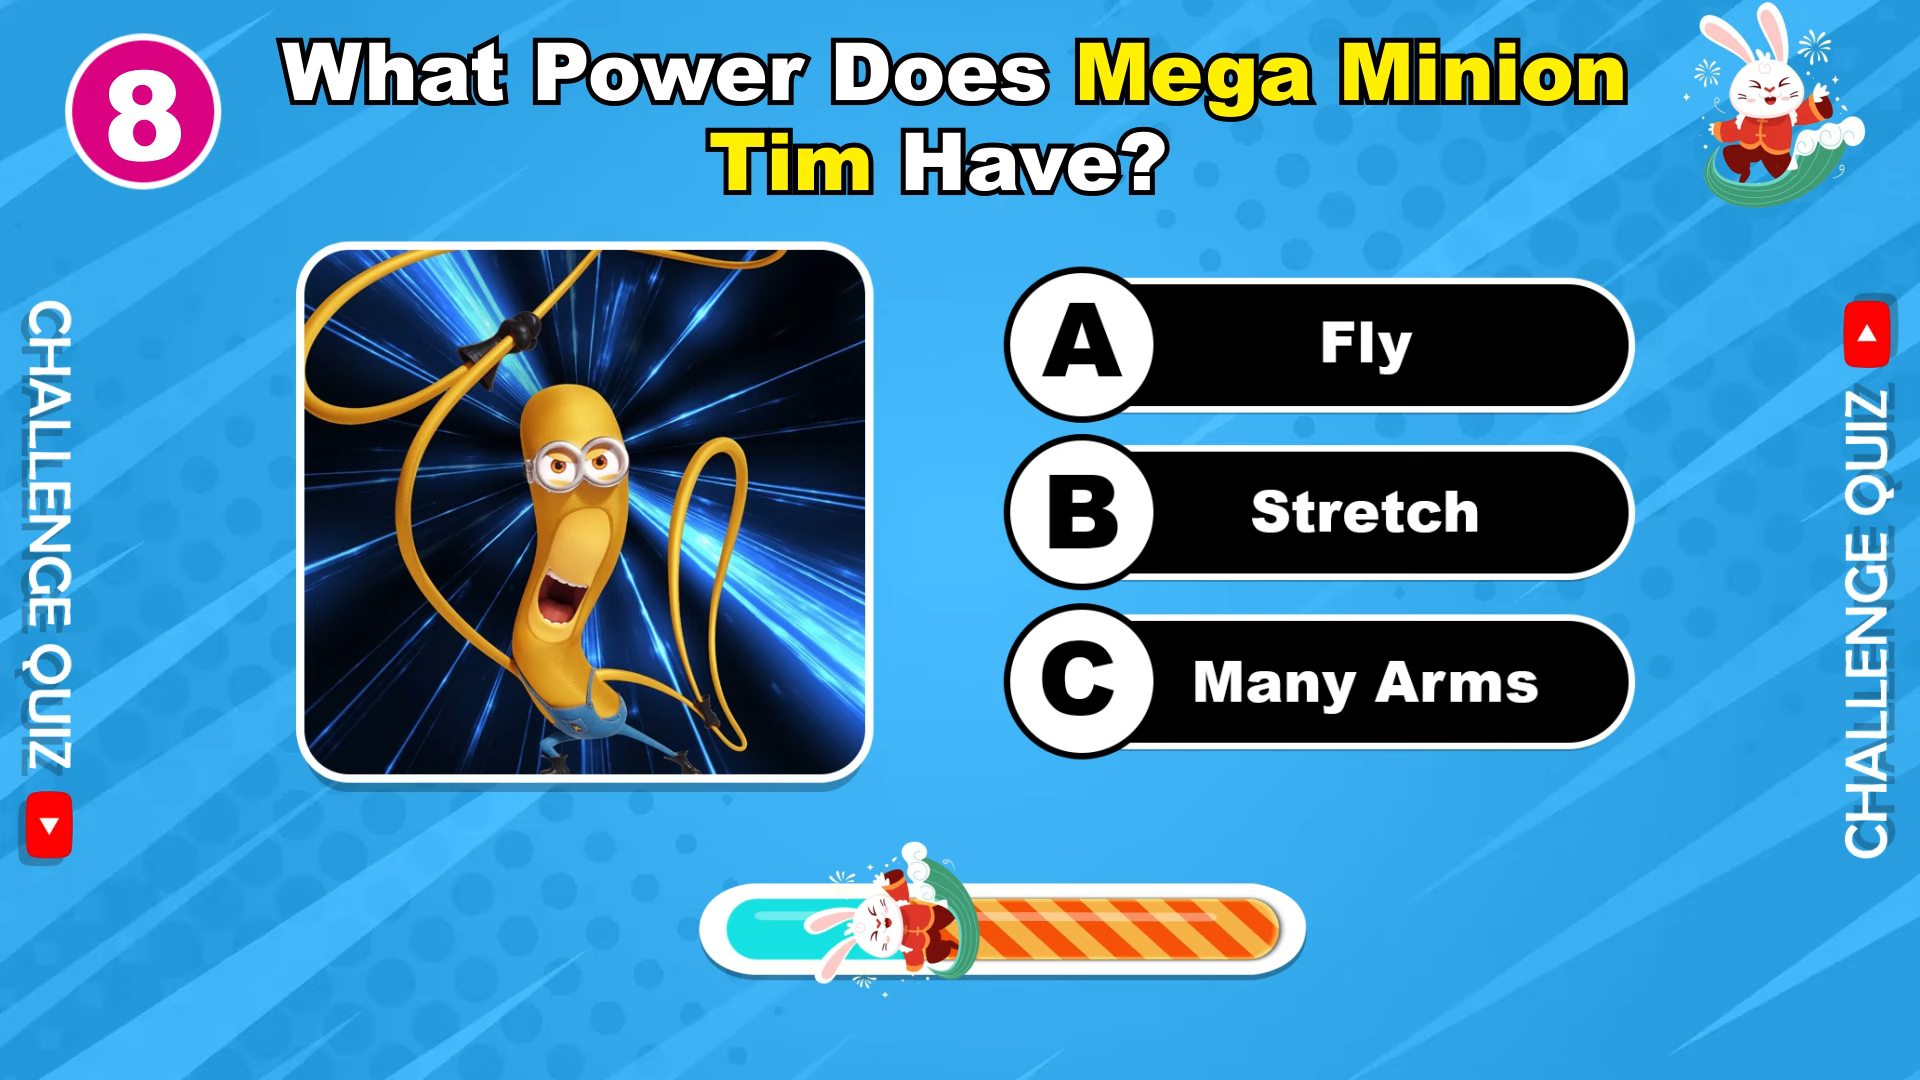 8
What Power Does Mega Minion
Tim Have?
A
Fly
B
Stretch
C
Many Arms
CHALLENGE QUIZ
CHALLENGE QUIZ